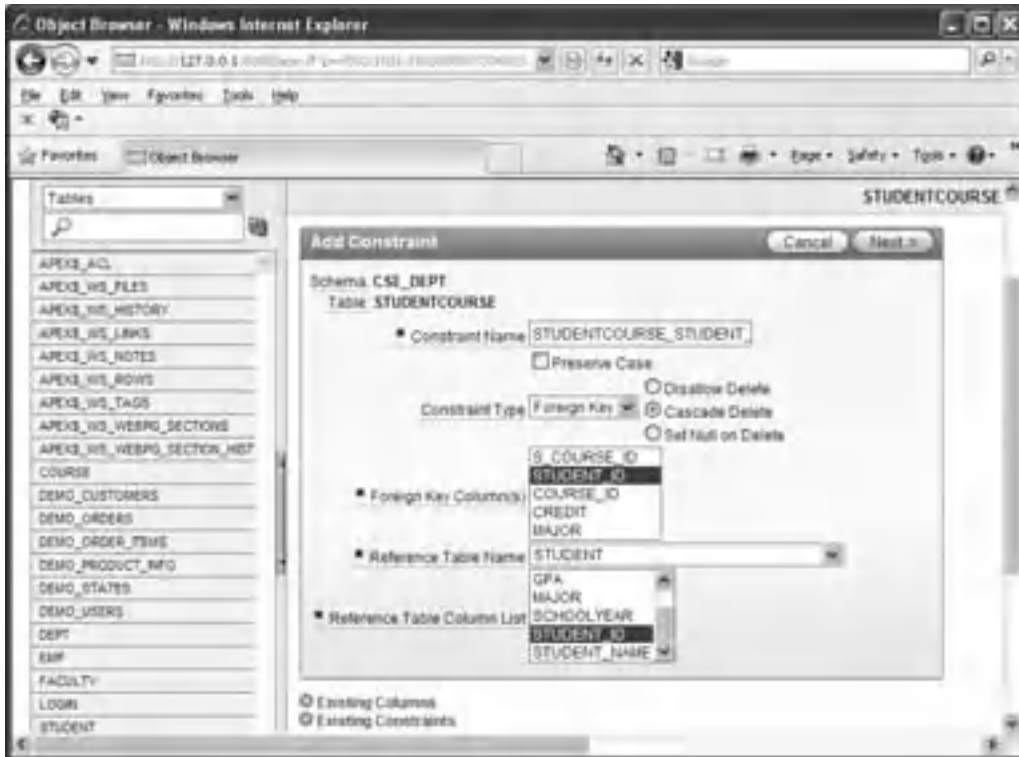 Object Browser - Windows Internet Explorer
127.0.0.1
File Edit View Favorites Tools Help
Favorites Object Browser
Page Safety Tools
Tables
STUDENTCOURSE
Add Constraint
Cancel Next >
APEX$_ACL
APEX$_WS_FILES
APEX$_WS_HISTORY
APEX$_WS_LINKS
APEX$_WS_NOTES
APEX$_WS_ROWS
APEX$_WS_TAGS
APEX$_WS_WEBPG_SECTIONS
APEX$_WS_WEBPG_SECTION_HIST
COURSE
DEMO_CUSTOMERS
DEMO_ORDERS
DEMO_ORDER_ITEMS
DEMO_PRODUCT_INFO
DEMO_STATES
DEMO_USERS
DEPT
EMP
FACULTY
LOGIN
STUDENT
Schema CSE_DEPT
Table STUDENTCOURSE
Constraint Name STUDENTCOURSE_STUDENT_
Preserve Case
Constraint Type Foreign Key
Disallow Delete
Cascade Delete
Set Null on Delete
Foreign Key Column(s)
S_COURSE_ID
STUDENT_ID
COURSE_ID
CREDIT
MAJOR
Reference Table Name STUDENT
Reference Table Column List
GPA
MAJOR
SCHOOLYEAR
STUDENT_ID
STUDENT_NAME
Existing Columns
Existing Constraints